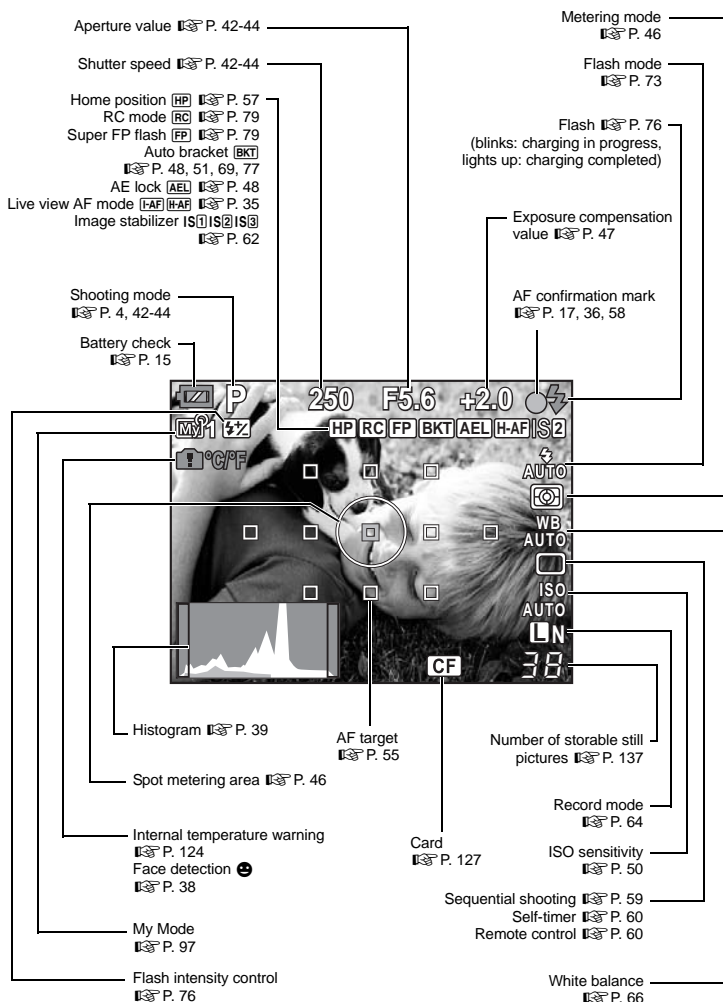 Aperture value ☞ P. 42-44
Shutter speed ☞ P. 42-44
Home position HP ☞ P. 57
RC mode RC ☞ P. 79
Super FP flash FP ☞ P. 79
Auto bracket BKT
☞ P. 48, 51, 69, 77
AE lock AEL ☞ P. 48
Live view AF mode I-AF H-AF ☞ P. 35
Image stabilizer IS1 IS2 IS3
☞ P. 62
Shooting mode
☞ P. 4, 42-44
Battery check
☞ P. 15
Metering mode
☞ P. 46
Flash mode
☞ P. 73
Flash ☞ P. 76
(blinks: charging in progress,
lights up: charging completed)
Exposure compensation
value ☞ P. 47
AF confirmation mark
☞ P. 17, 36, 58
P 250 F5.6 +2.0
My 1 HP RC FP BKT AEL H-AF IS 2
°C/°F
AUTO
WB
AUTO
ISO
AUTO
L N
CF 38
Histogram ☞ P. 39
Spot metering area ☞ P. 46
Internal temperature warning
☞ P. 124
Face detection ☞ P. 38
My Mode
☞ P. 97
Flash intensity control
☞ P. 76
AF target
☞ P. 55
Card
☞ P. 127
Number of storable still
pictures ☞ P. 137
Record mode
☞ P. 64
ISO sensitivity
☞ P. 50
Sequential shooting ☞ P. 59
Self-timer ☞ P. 60
Remote control ☞ P. 60
White balance
☞ P. 66